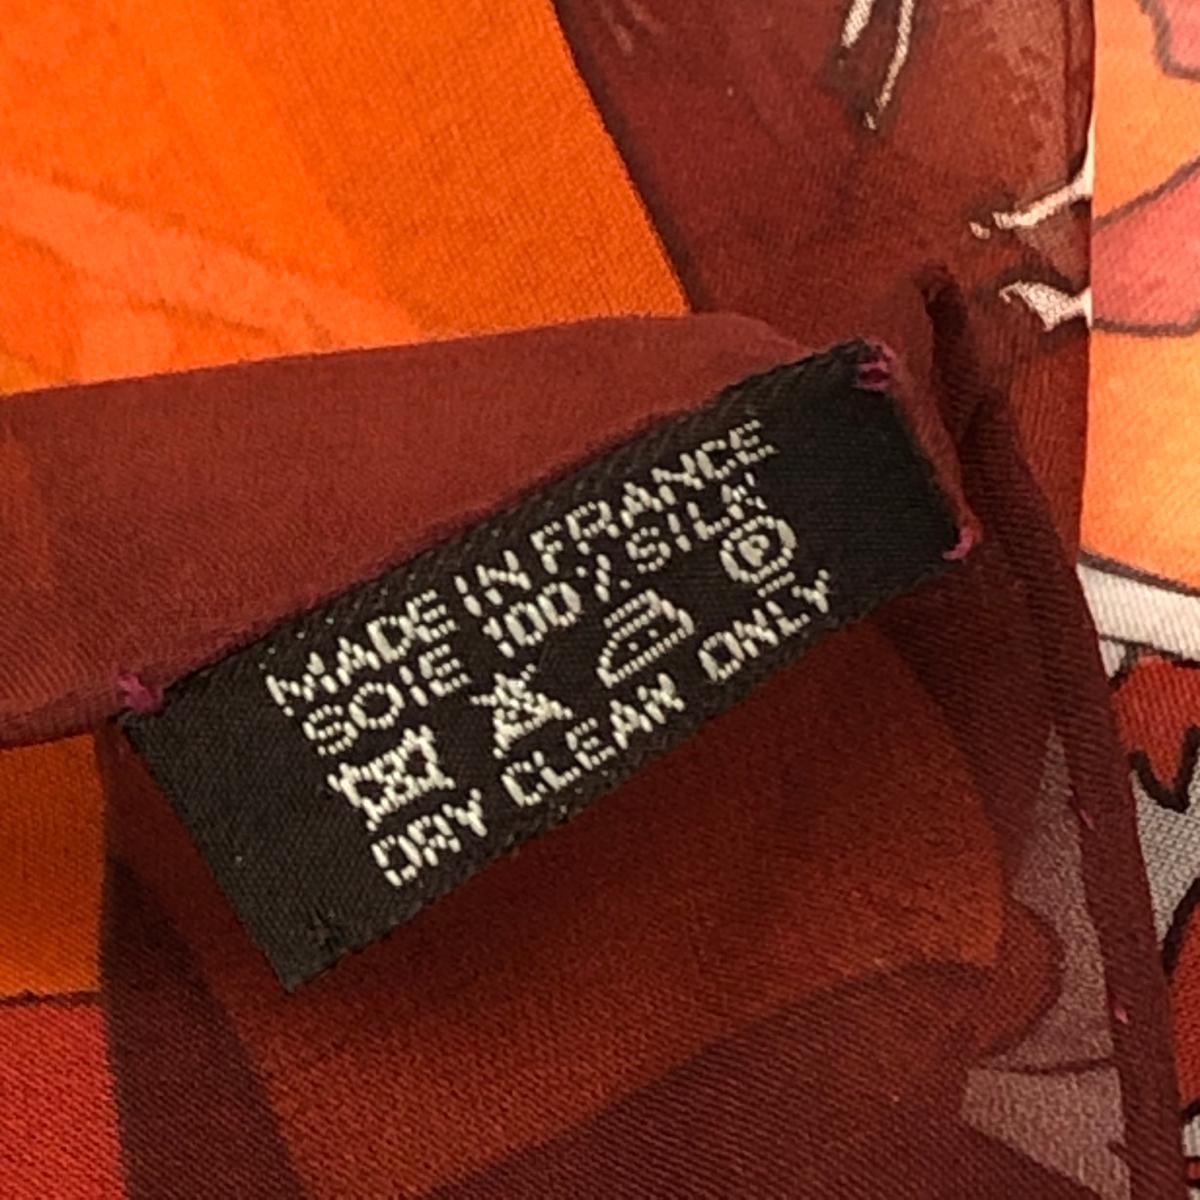 MADE IN FRANCE
SOIE 100% SILK
P
DRY CLEAN ONLY